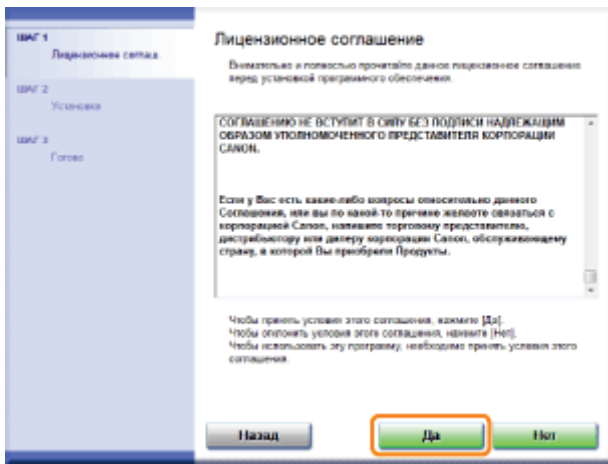 ШАГ 1
Лицензионное соглаш.
ШАГ 2
Установка
ШАГ 3
Готово
Лицензионное соглашение
Внимательно и полностью прочитайте данное лицензионное соглашение
перед установкой программного обеспечения.
СОГЛАШЕНИЮ НЕ ВСТУПИТ В СИЛУ БЕЗ ПОДПИСИ НАДЛЕЖАЩИМ
ОБРАЗОМ УПОЛНОМОЧЕННОГО ПРЕДСТАВИТЕЛЯ КОРПОРАЦИИ
CANON.
Если у Вас есть какие-либо вопросы относительно данного
Соглашения, или вы по какой-то причине желаете связаться с
корпорацией Canon, напишите торговому представителю,
дистрибьютору или дилеру корпорации Canon, обслуживающему
страну, в которой Вы приобрели Продукты.
Чтобы принять условия этого соглашения, нажмите [Да].
Чтобы отклонить условия этого соглашения, нажмите [Нет].
Чтобы использовать эту программу, необходимо принять условия этого
соглашения.
Назад
Да
Нет